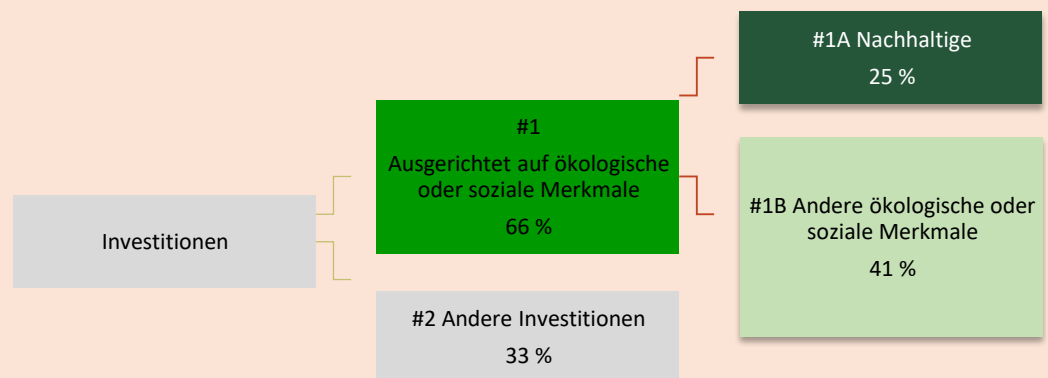 Investitionen
#1
Ausgerichtet auf ökologische
oder soziale Merkmale
66 %
#2 Andere Investitionen
33 %
#1A Nachhaltige
25 %
#1B Andere ökologische oder
soziale Merkmale
41 %